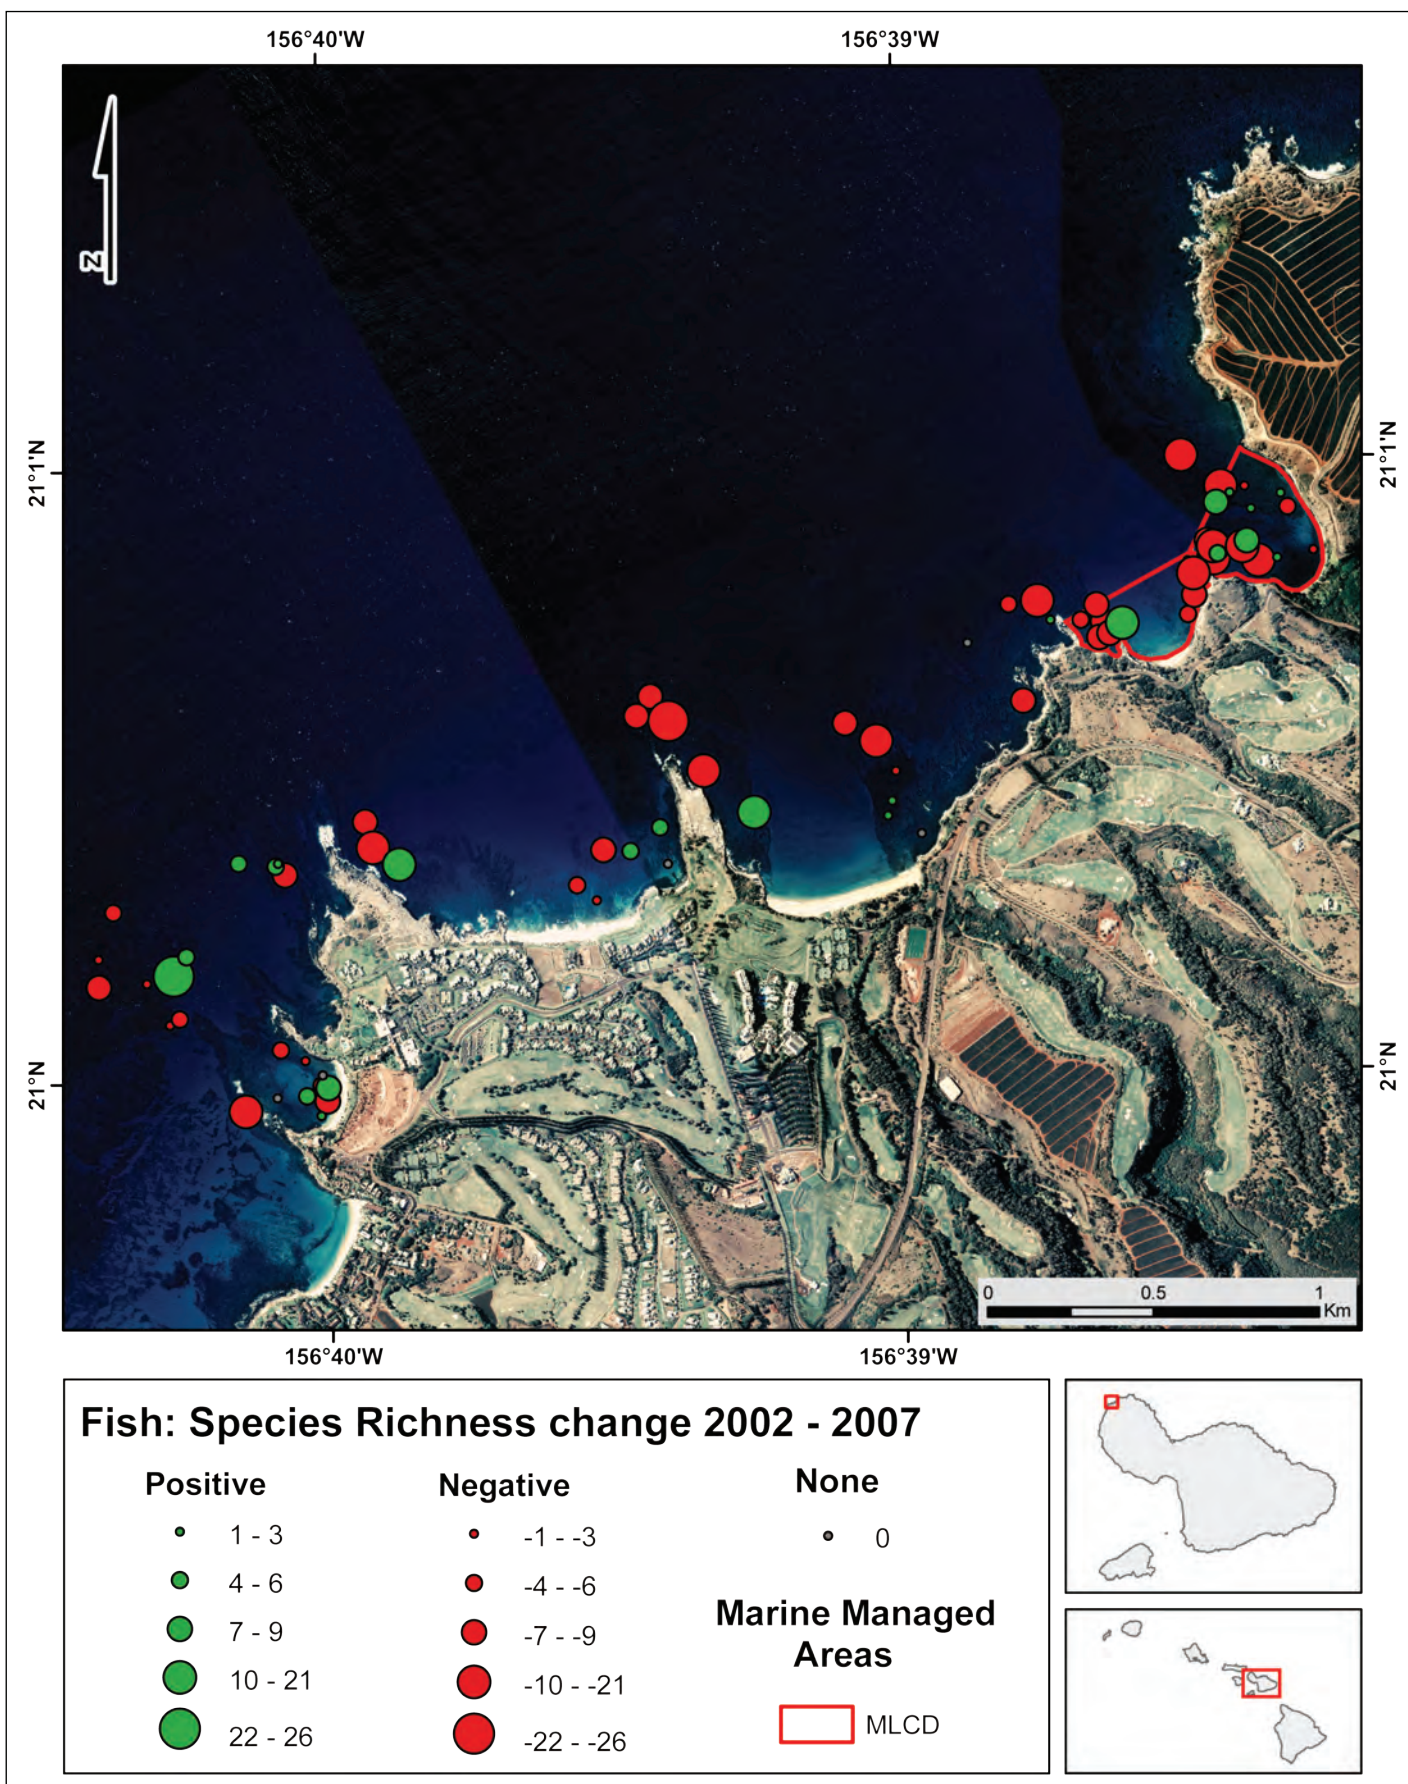 156°40'W 156°39'W
N
21°1'N 21°1'N
21°N 21°N
0 0.5 1
Km
156°40'W 156°39'W
Fish: Species Richness change 2002 - 2007
Positive Negative None
1 - 3 -1 - -3 0
4 - 6 -4 - -6
7 - 9 -7 - -9
10 - 21 -10 - -21
22 - 26 -22 - -26
Marine Managed
Areas
MLCD